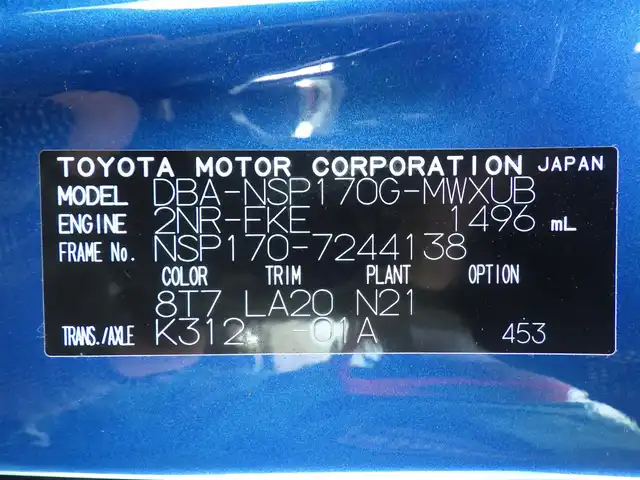 TOYOTA MOTOR CORPORATION JAPAN
MODEL DBA-NSP170G-MWXUB
ENGINE 2NR-FKE 1496 mL
FRAME No. NSP170-7244138
COLOR TRIM PLANT OPTION
8T7 LA20 N21
TRANS./AXLE K312 -01A 453